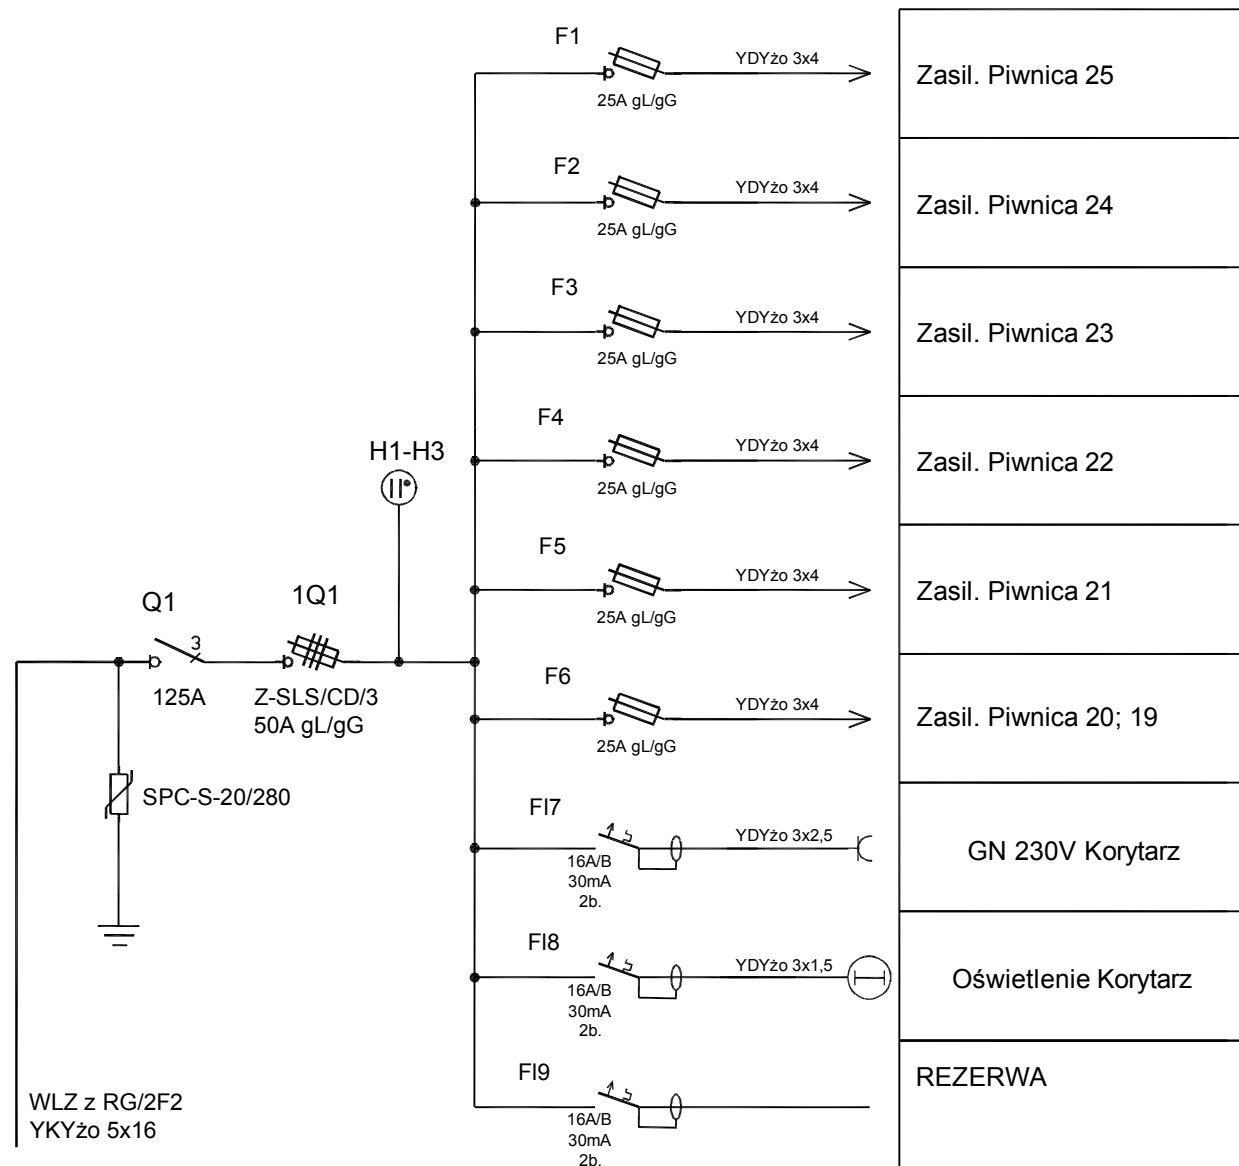 F1
YDYżo 3x4
25A gL/gG
Zasil. Piwnica 25
F2
YDYżo 3x4
25A gL/gG
Zasil. Piwnica 24
F3
YDYżo 3x4
25A gL/gG
Zasil. Piwnica 23
F4
YDYżo 3x4
25A gL/gG
Zasil. Piwnica 22
H1-H3
F5
YDYżo 3x4
25A gL/gG
Zasil. Piwnica 21
Q1
3
125A
1Q1
Z-SLS/CD/3
50A gL/gG
F6
YDYżo 3x4
25A gL/gG
Zasil. Piwnica 20; 19
SPC-S-20/280
FI7
16A/B
30mA
2b.
YDYżo 3x2,5
GN 230V Korytarz
FI8
16A/B
30mA
2b.
YDYżo 3x1,5
Oświetlenie Korytarz
FI9
16A/B
30mA
2b.
REZERWA
WLZ z RG/2F2
YKYżo 5x16